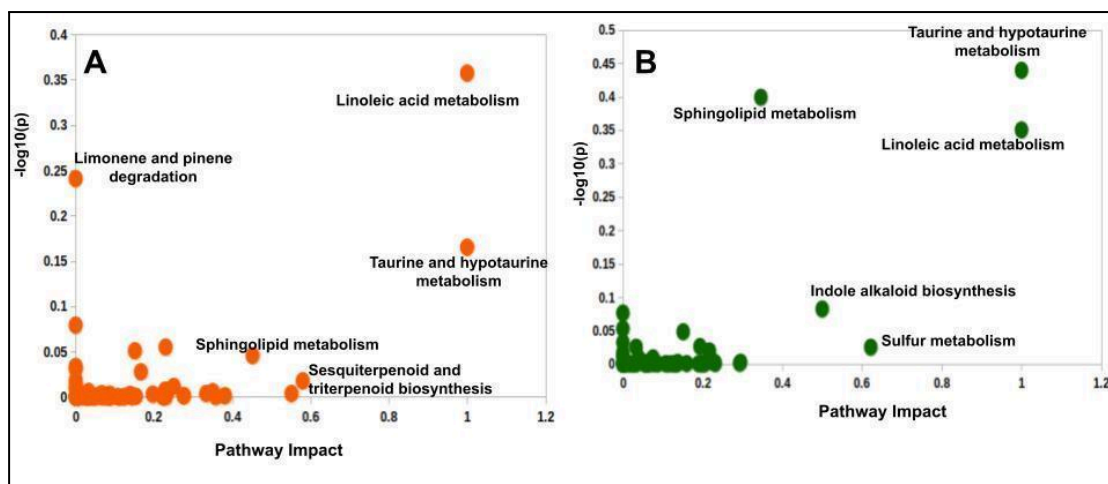 A
0.4
0.35
0.3
0.25
0.2
0.15
0.1
0.05
0
-log10(p)
Linoleic acid metabolism
Limonene and pinene
degradation
Taurine and hypotaurine
metabolism
Sphingolipid metabolism
Sesquiterpenoid and
triterpenoid biosynthesis
0 0.2 0.4 0.6 0.8 1 1.2
Pathway Impact
B
0.5
0.45
0.4
0.35
0.3
0.25
0.2
0.15
0.1
0.05
0
-log10(p)
Taurine and hypotaurine
metabolism
Sphingolipid metabolism
Linoleic acid metabolism
Indole alkaloid biosynthesis
Sulfur metabolism
0 0.2 0.4 0.6 0.8 1 1.2
Pathway Impact